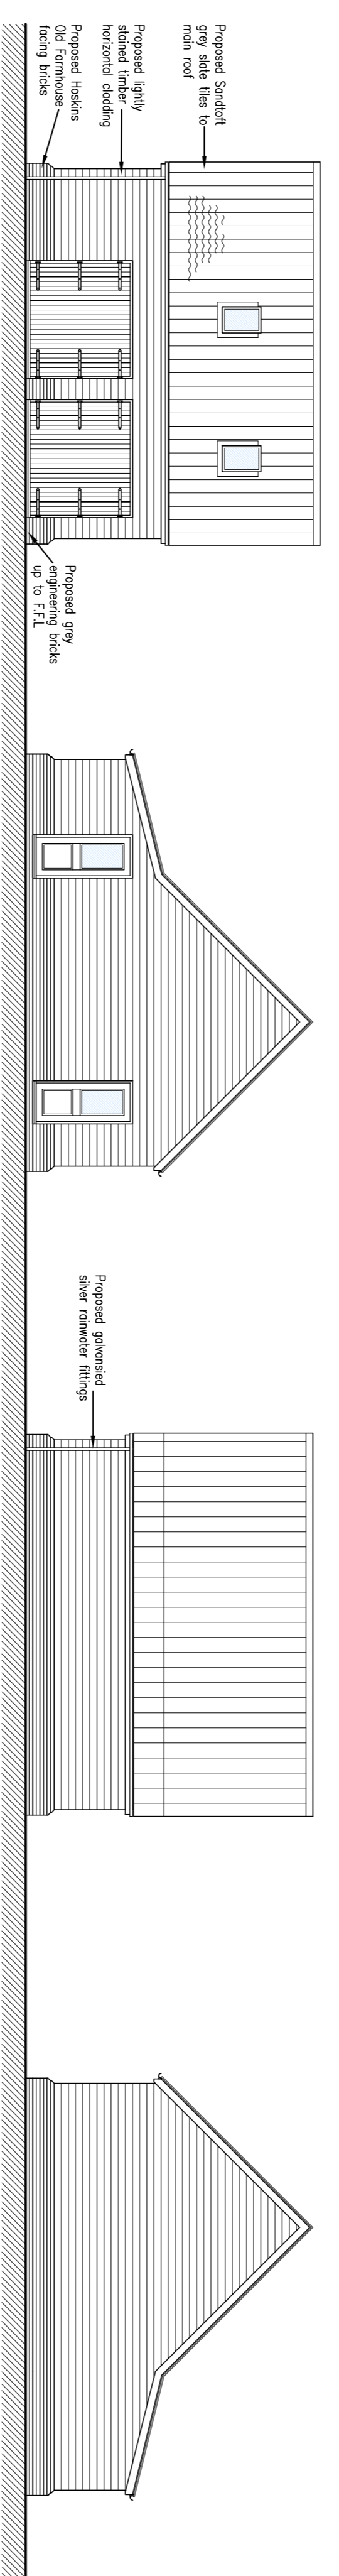 Proposed Sandtoft
grey slate tiles to
main roof
Proposed lightly
stained timber
horizontal cladding
Proposed Hoskins
Old Farmhouse
facing bricks
Proposed grey
engineering bricks
up to F.F.L
Proposed galvansied
silver rainwater fittings